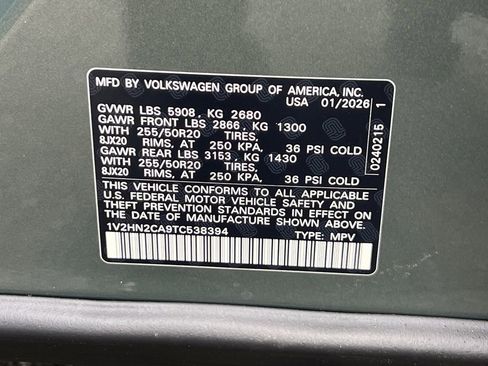 MFD BY VOLKSWAGEN GROUP OF AMERICA, INC.
USA 01/2026
GVWR LBS 5908, KG 2680
GAWR FRONT LBS 2866, KG 1300
WITH 255/50R20 TIRES,
8JX20 RIMS, AT 250 KPA. 36 PSI COLD
GAWR REAR LBS 3153, KG 1430
WITH 255/50R20 TIRES,
8JX20 RIMS, AT 250 KPA. 36 PSI COLD
THIS VEHICLE CONFORMS TO ALL APPLICABLE
U.S. FEDERAL MOTOR VEHICLE SAFETY AND
THEFT PREVENTION STANDARDS IN EFFECT ON
THE DATE OF MANUFACTURE SHOWN ABOVE.
1V2HN2CA9TC538394 TYPE: MPV
0240215 1